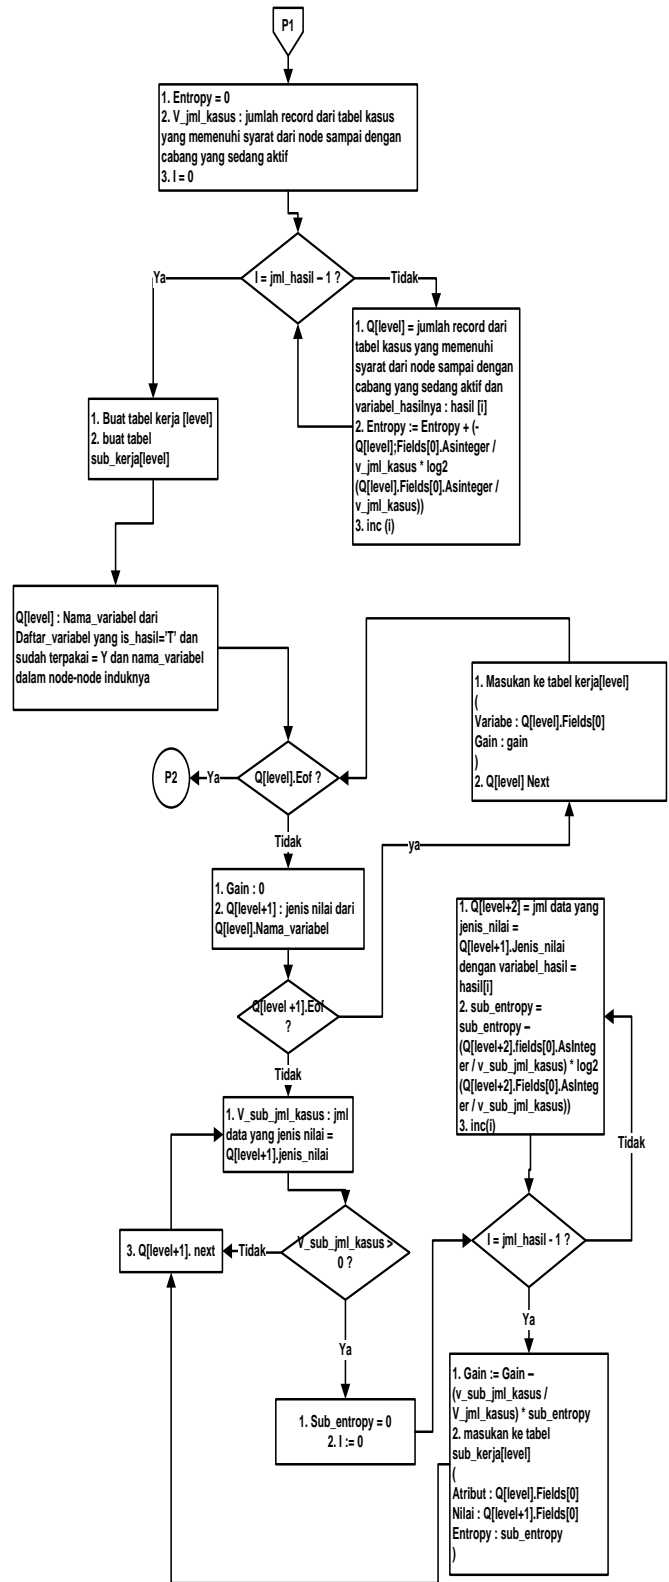 P1
1. Entropy = 0
2. V_jml_kasus : jumlah record dari tabel kasus
yang memenuhi syarat dari node sampai dengan
cabang yang sedang aktif
3. I = 0
I = jml_hasil – 1 ?
Ya
Tidak
1. Q[level] = jumlah record dari
tabel kasus yang memenuhi
syarat dari node sampai dengan
cabang yang sedang aktif dan
variabel_hasilnya : hasil [i]
2. Entropy := Entropy + (-
Q[level];Fields[0].Asinteger /
v_jml_kasus * log2
(Q[level].Fields[0].Asinteger /
v_jml_kasus))
3. inc (i)
1. Buat tabel kerja [level]
2. buat tabel
sub_kerja[level]
Q[level] : Nama_variabel dari
Daftar_variabel yang is_hasil='T' dan
sudah terpakai = Y dan nama_variabel
dalam node-node induknya
1. Masukan ke tabel kerja[level]
(
Variabe : Q[level].Fields[0]
Gain : gain
)
2. Q[level] Next
Q[level].Eof ?
Ya
P2
Tidak
1. Gain : 0
2. Q[level+1] : jenis nilai dari
Q[level].Nama_variabel
ya
Q[level +1].Eof
?
Tidak
1. Q[level+2] = jml data yang
jenis_nilai =
Q[level+1].Jenis_nilai
dengan variabel_hasil =
hasil[i]
2. sub_entropy =
sub_entropy –
(Q[level+2].fields[0].AsInteg
er / v_sub_jml_kasus) * log2
(Q[level+2].Fields[0].AsInteg
er / v_sub_jml_kasus))
3. inc(i)
1. V_sub_jml_kasus : jml
data yang jenis nilai =
Q[level+1].jenis_nilai
Tidak
V_sub_jml_kasus >
0 ?
Tidak
3. Q[level+1]. next
I = jml_hasil - 1 ?
Ya
Ya
1. Sub_entropy = 0
2. I := 0
1. Gain := Gain –
(v_sub_jml_kasus /
V_jml_kasus) * sub_entropy
2. masukan ke tabel
sub_kerja[level]
(
Atribut : Q[level].Fields[0]
Nilai : Q[level+1].Fields[0]
Entropy : sub_entropy
)